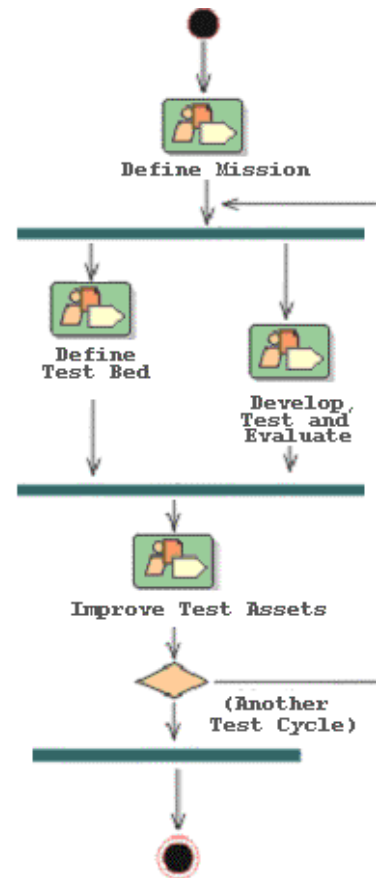 Define Mission
Define
Test Bed
Develop,
Test and
Evaluate
Improve Test Assets
(Another
Test Cycle)